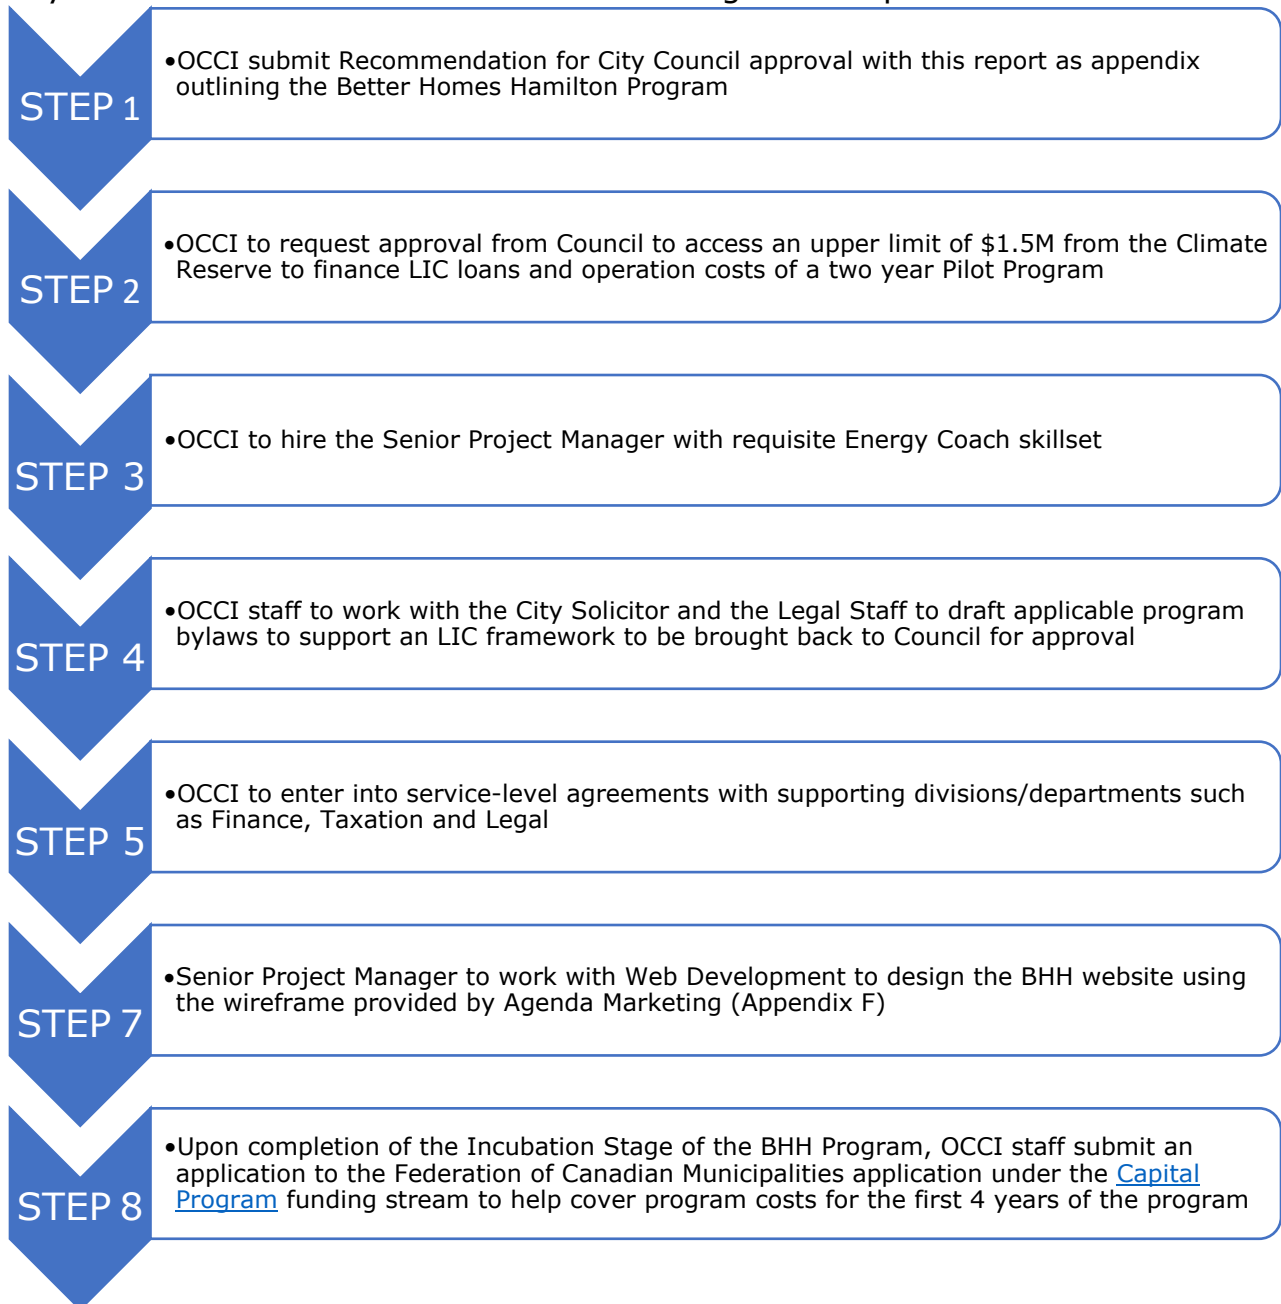 STEP 1
•OCCI submit Recommendation for City Council approval with this report as appendix
outlining the Better Homes Hamilton Program
STEP 2
•OCCI to request approval from Council to access an upper limit of $1.5M from the Climate
Reserve to finance LIC loans and operation costs of a two year Pilot Program
STEP 3
•OCCI to hire the Senior Project Manager with requisite Energy Coach skillset
STEP 4
•OCCI staff to work with the City Solicitor and the Legal Staff to draft applicable program
bylaws to support an LIC framework to be brought back to Council for approval
STEP 5
•OCCI to enter into service-level agreements with supporting divisions/departments such
as Finance, Taxation and Legal
STEP 7
•Senior Project Manager to work with Web Development to design the BHH website using
the wireframe provided by Agenda Marketing (Appendix F)
STEP 8
•Upon completion of the Incubation Stage of the BHH Program, OCCI staff submit an
application to the Federation of Canadian Municipalities application under the Capital
Program funding stream to help cover program costs for the first 4 years of the program